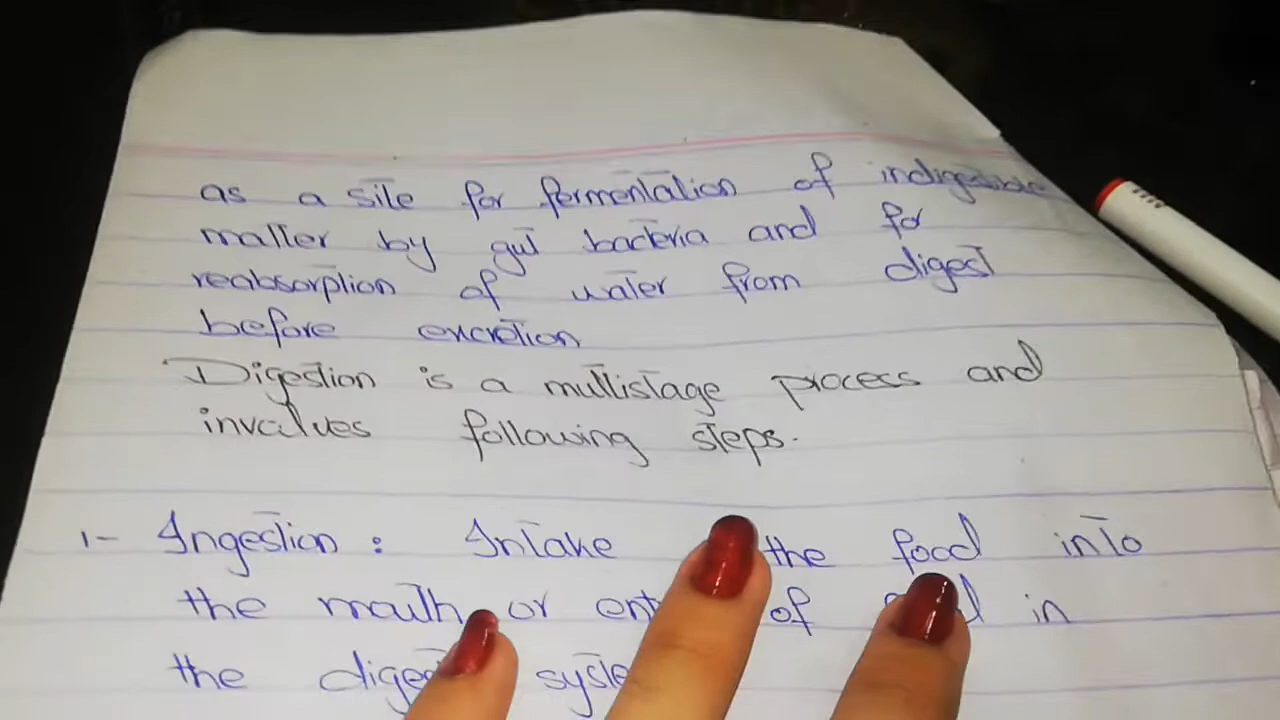 as a site for fermentation of indigestible
matter by gut bacteria and for
reabsorption of water from digest
before excretion
Digestion is a multistage process and
involves following steps.
1- Ingestion : Intake the food into
the mouth or of in
the